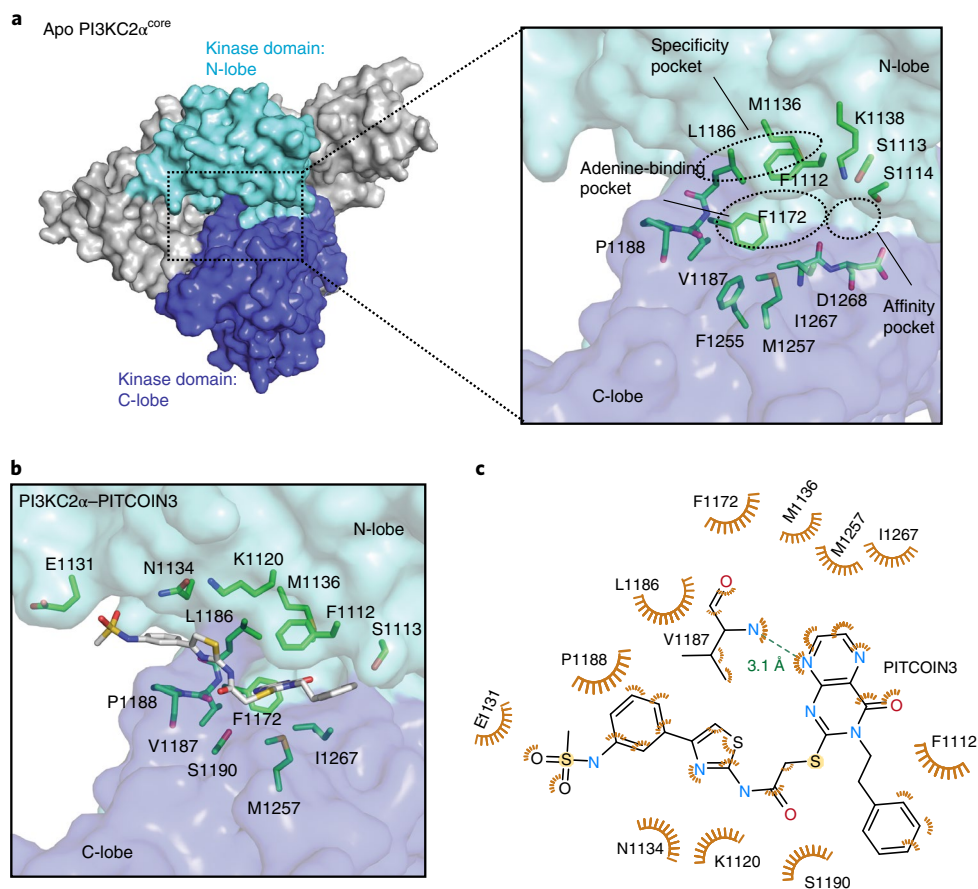 a
Apo PI3KC2α^core
Kinase domain:
N-lobe
Kinase domain:
C-lobe
Specificity
pocket
N-lobe
M1136
K1138
L1186
S1113
Adenine-binding
pocket
F1112
S1114
F1172
P1188
V1187
D1268
I1267
Affinity
pocket
F1255
M1257
C-lobe
b
PI3KC2α–PITCOIN3
N-lobe
E1131
N1134
K1120
M1136
L1186
F1112
S1113
P1188
F1172
V1187
I1267
S1190
M1257
C-lobe
c
F1172
M1136
M1257
I1267
L1186
O
V1187
N
3.1 Å
N
N
PITCOIN3
P1188
E1131
S
N
O
N
F1112
O
S
N
N
S
O
N
O
N1134
K1120
S1190